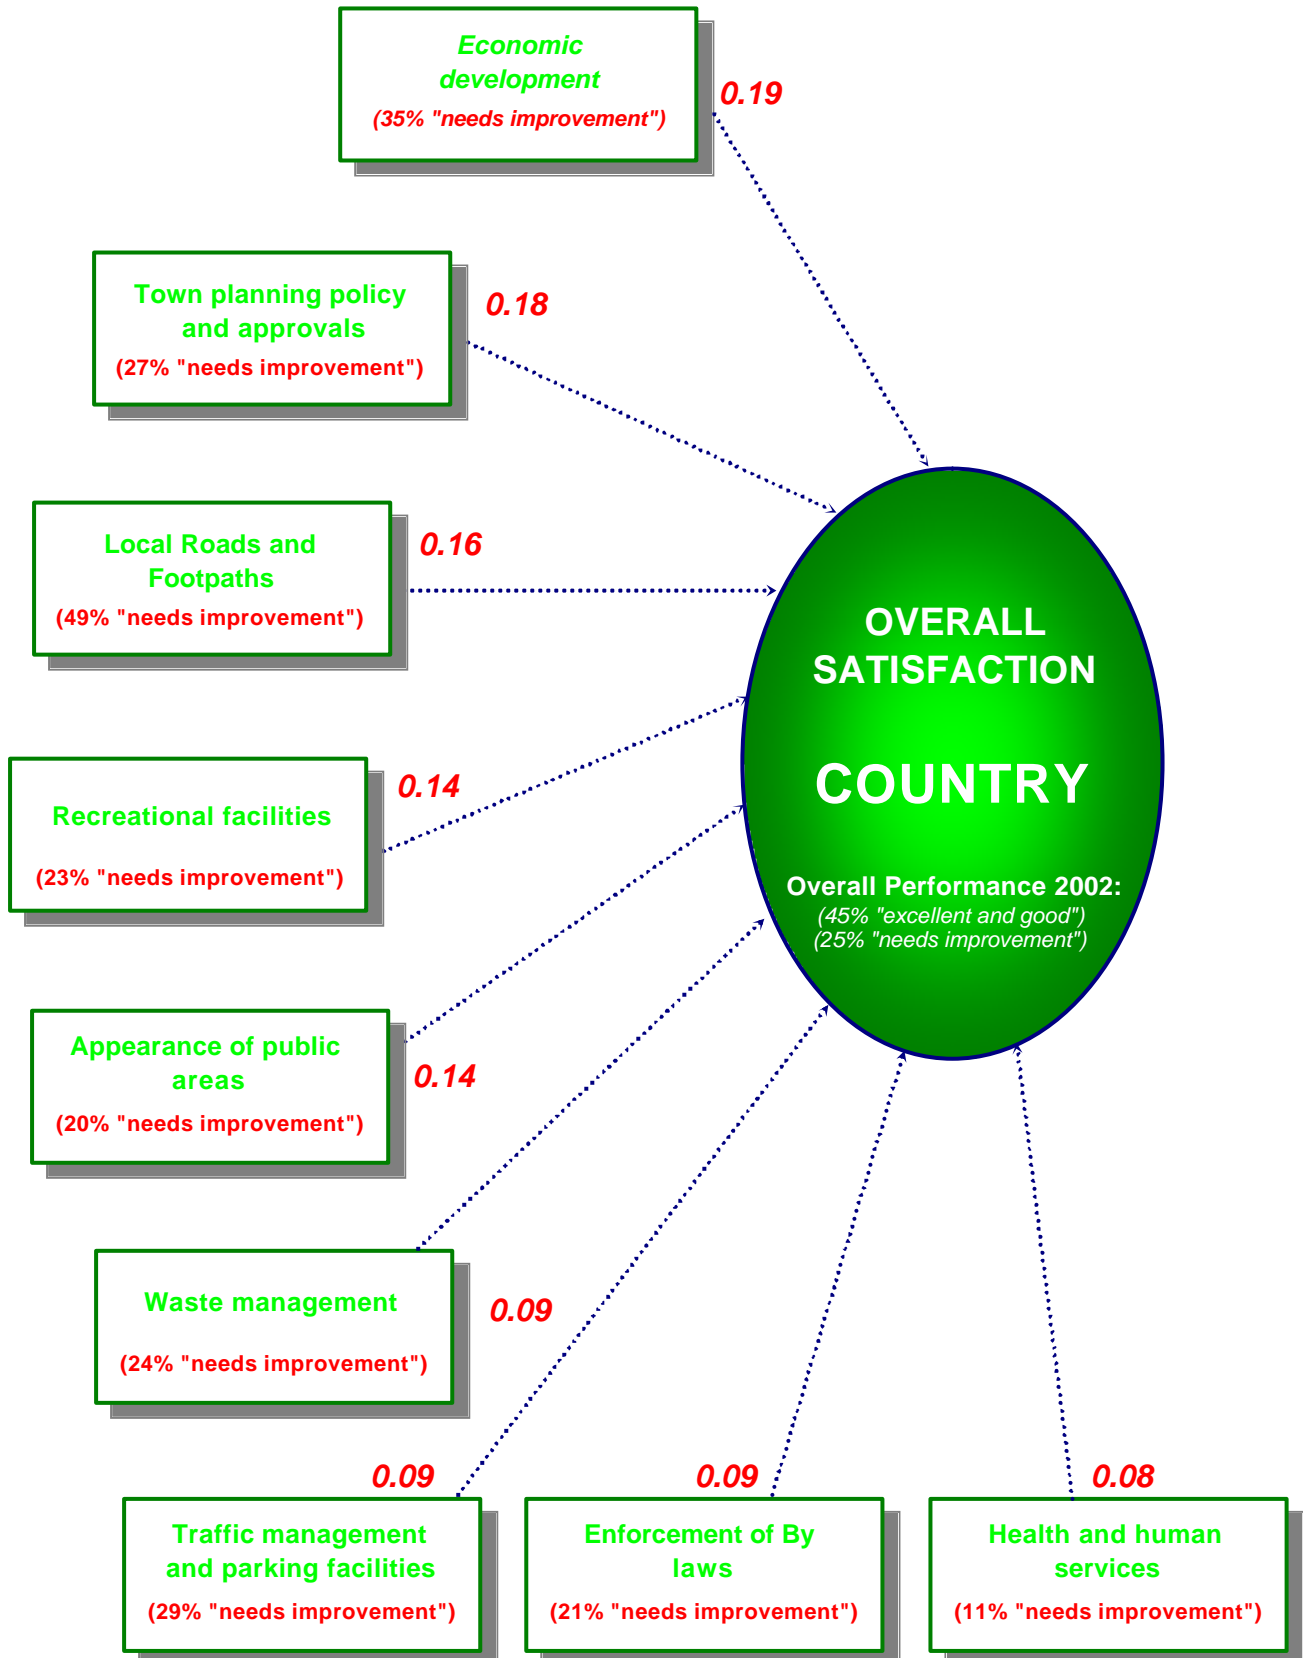 Economic
development
(35% "needs improvement")
0.19
Town planning policy
and approvals
(27% "needs improvement")
0.18
Local Roads and
Footpaths
(49% "needs improvement")
0.16
OVERALL
SATISFACTION
COUNTRY
Overall Performance 2002:
(45% "excellent and good")
(25% "needs improvement")
Recreational facilities
(23% "needs improvement")
0.14
Appearance of public
areas
(20% "needs improvement")
0.14
Waste management
(24% "needs improvement")
0.09
0.09
Traffic management
and parking facilities
(29% "needs improvement")
0.09
Enforcement of By
laws
(21% "needs improvement")
0.08
Health and human
services
(11% "needs improvement")